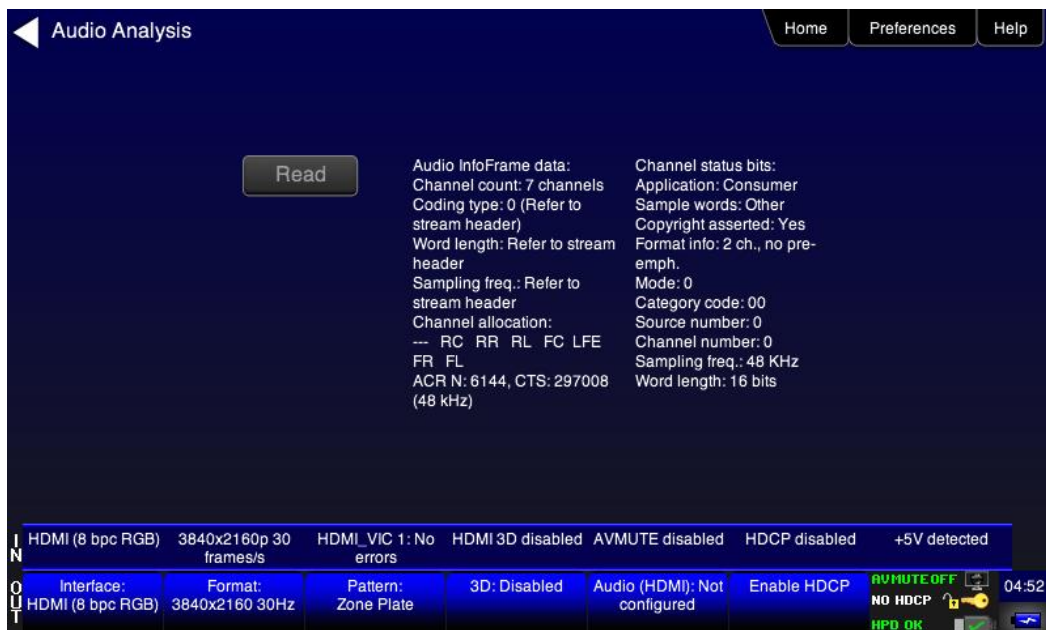 Audio Analysis
Home
Preferences
Help
Read
Audio InfoFrame data:
Channel count: 7 channels
Coding type: 0 (Refer to
stream header)
Word length: Refer to stream
header
Sampling freq.: Refer to
stream header
Channel allocation:
--- RC RR RL FC LFE
FR FL
ACR N: 6144, CTS: 297008
(48 kHz)
Channel status bits:
Application: Consumer
Sample words: Other
Copyright asserted: Yes
Format info: 2 ch., no pre-
emph.
Mode: 0
Category code: 00
Source number: 0
Channel number: 0
Sampling freq.: 48 KHz
Word length: 16 bits
IN
HDMI (8 bpc RGB)
3840x2160p 30
frames/s
HDMI_VIC 1: No
errors
HDMI 3D disabled
AVMUTE disabled
HDCP disabled
+5V detected
OUT
Interface:
HDMI (8 bpc RGB)
Format:
3840x2160 30Hz
Pattern:
Zone Plate
3D: Disabled
Audio (HDMI): Not
configured
Enable HDCP
AVMUTE OFF
NO HDCP
HPD OK
04:52